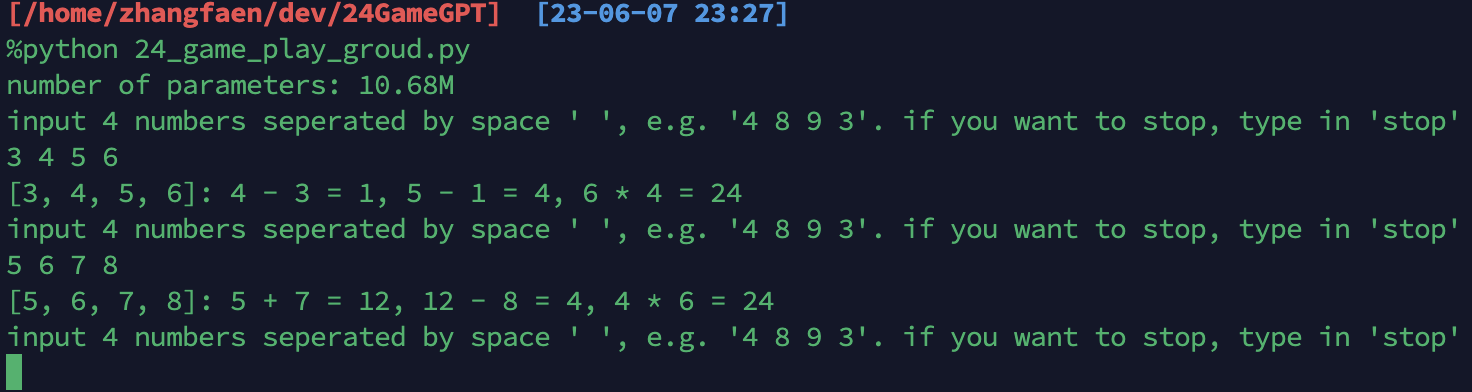 [/home/zhangfaen/dev/24GameGPT]  [23-06-07 23:27]
%python 24_game_play_groud.py
number of parameters: 10.68M
input 4 numbers seperated by space ' ', e.g. '4 8 9 3'. if you want to stop, type in 'stop'
3 4 5 6
[3, 4, 5, 6]: 4 - 3 = 1, 5 - 1 = 4, 6 * 4 = 24
input 4 numbers seperated by space ' ', e.g. '4 8 9 3'. if you want to stop, type in 'stop'
5 6 7 8
[5, 6, 7, 8]: 5 + 7 = 12, 12 - 8 = 4, 4 * 6 = 24
input 4 numbers seperated by space ' ', e.g. '4 8 9 3'. if you want to stop, type in 'stop'